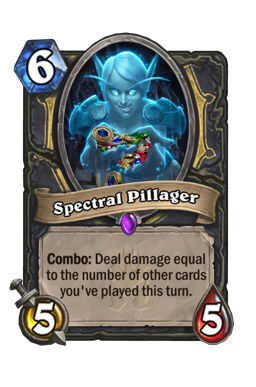 6
Spectral Pillager
Combo: Deal damage equal
to the number of other cards
you've played this turn.
5
5